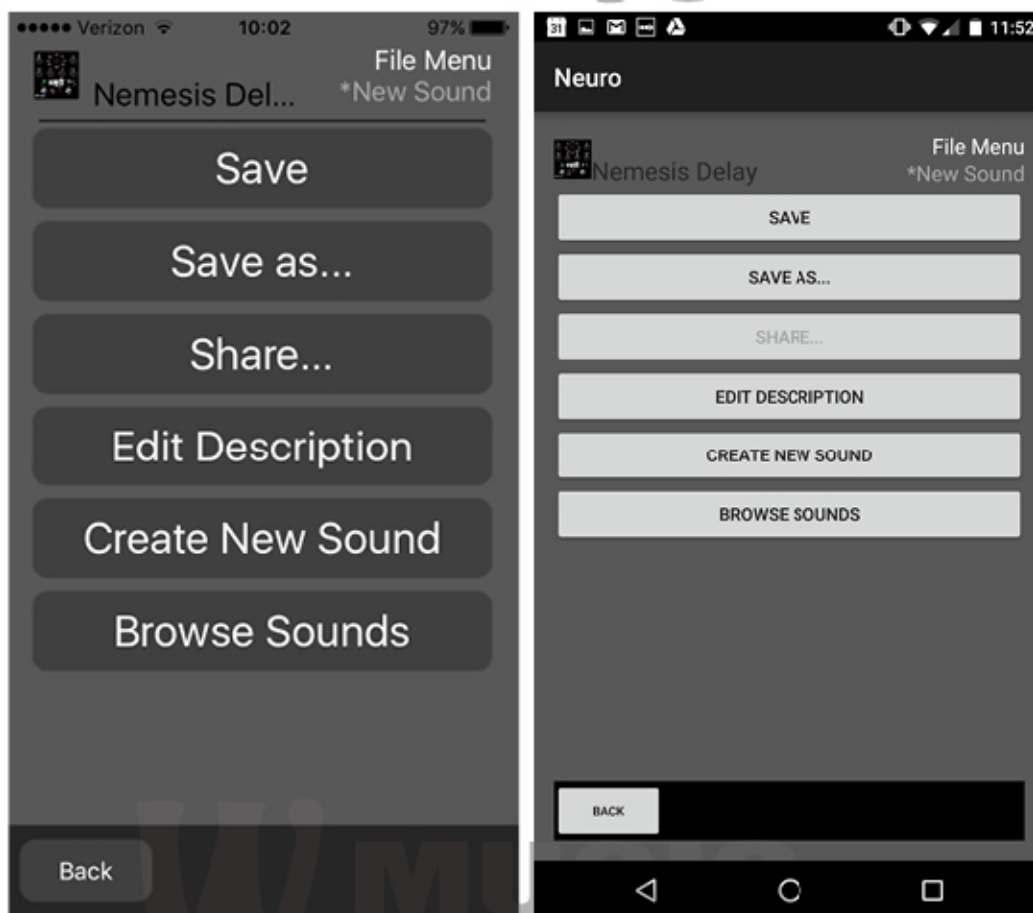 Verizon 10:02 97%
File Menu
Nemesis Del... *New Sound
Save
Save as...
Share...
Edit Description
Create New Sound
Browse Sounds
Back
31 11:52
Neuro
File Menu
Nemesis Delay *New Sound
SAVE
SAVE AS...
SHARE...
EDIT DESCRIPTION
CREATE NEW SOUND
BROWSE SOUNDS
BACK